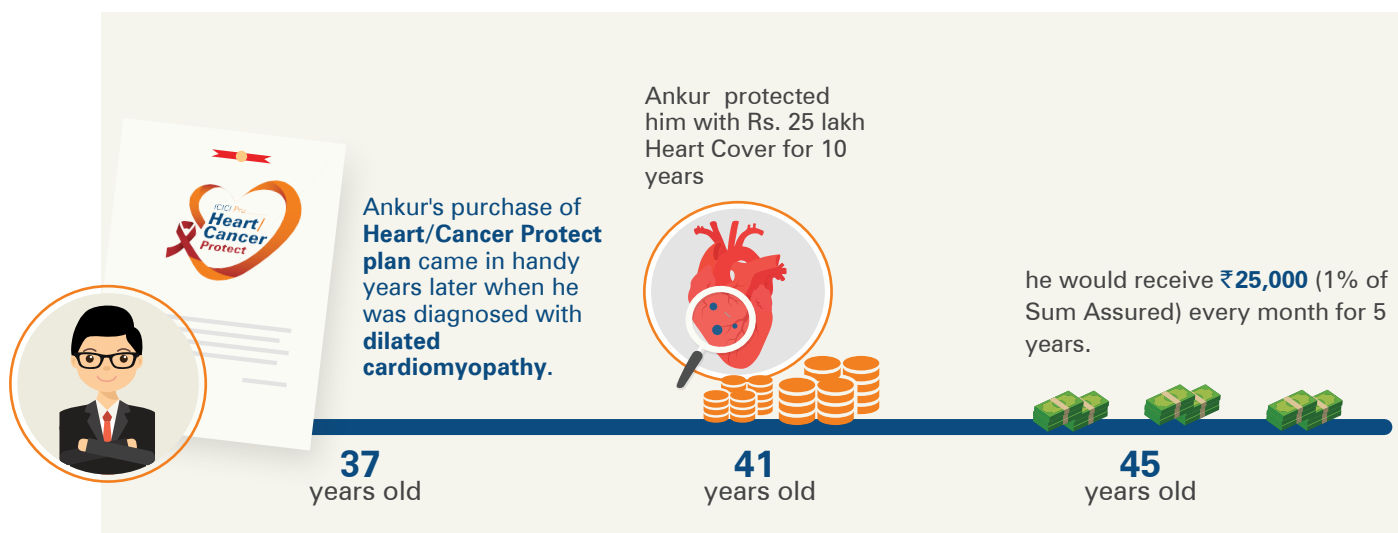 ICICI Pru
Heart/
Cancer
Protect
Ankur's purchase of
Heart/Cancer Protect
plan came in handy
years later when he
was diagnosed with
dilated
cardiomyopathy.
Ankur protected
him with Rs. 25 lakh
Heart Cover for 10
years
he would receive ₹25,000 (1% of
Sum Assured) every month for 5
years.
37
years old
41
years old
45
years old